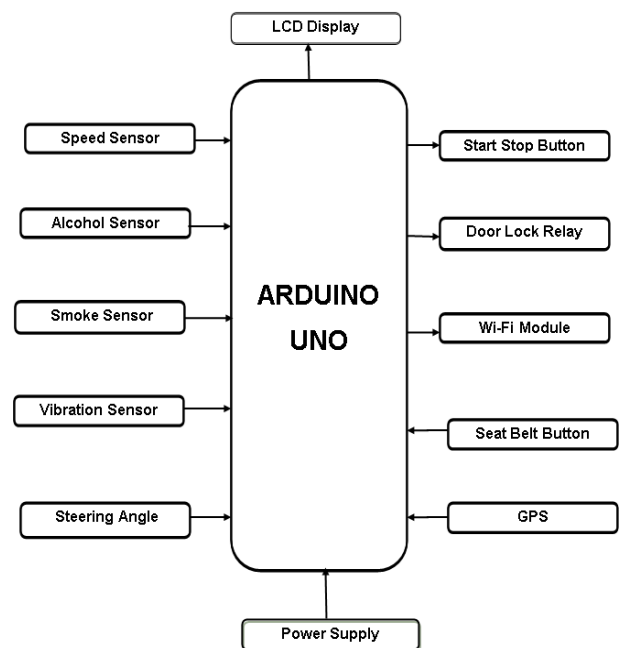 LCD Display
Speed Sensor
Start Stop Button
Alcohol Sensor
Door Lock Relay
ARDUINO
UNO
Smoke Sensor
Wi-Fi Module
Vibration Sensor
Seat Belt Button
Steering Angle
GPS
Power Supply